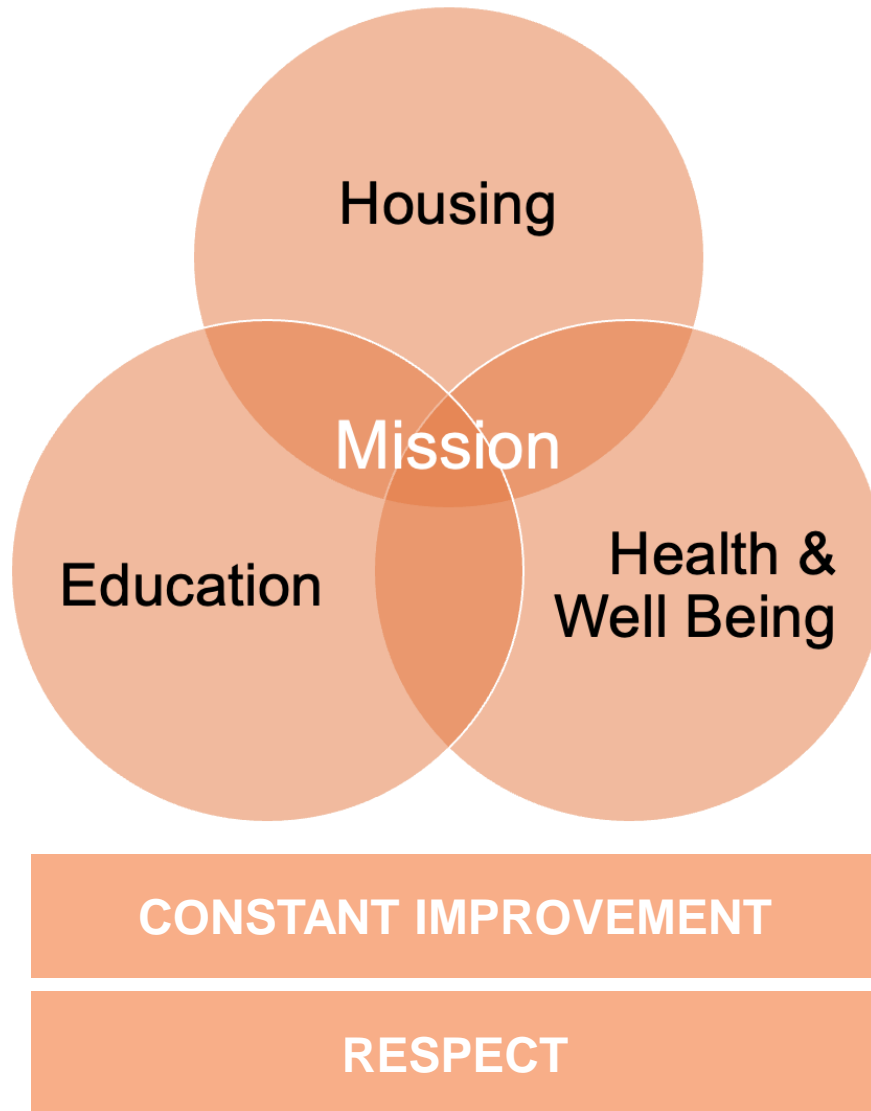 Housing
Mission
Education
Health &
Well Being
CONSTANT IMPROVEMENT
RESPECT